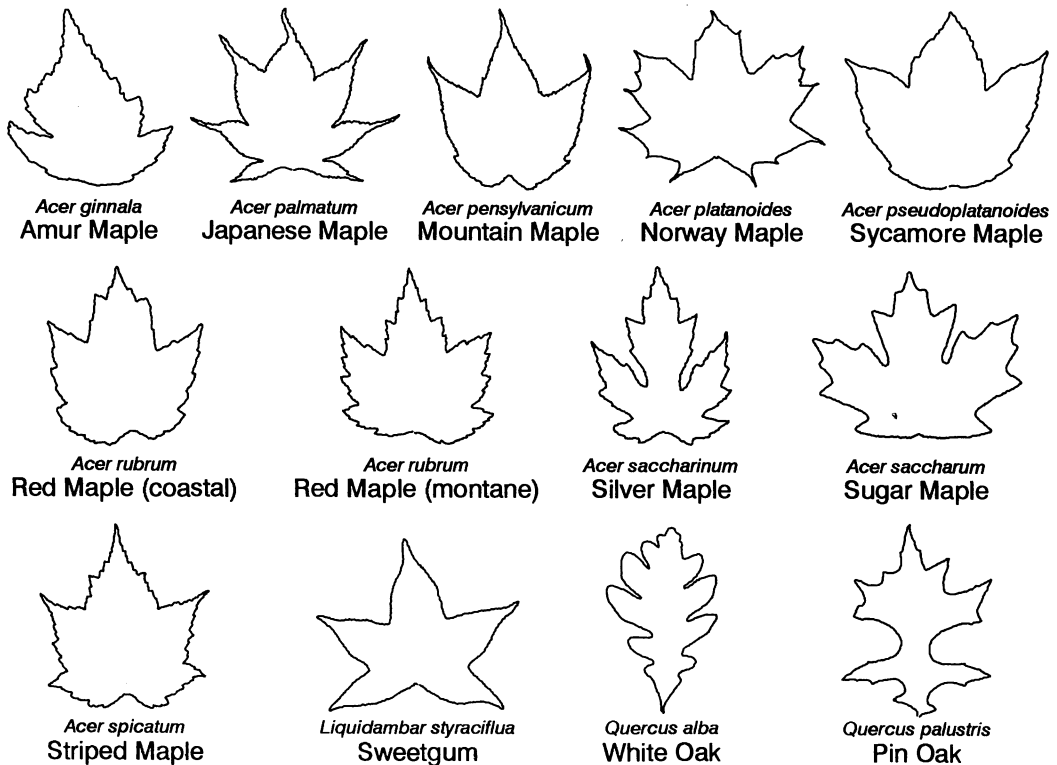 Acer ginnala
Amur Maple
Acer palmatum
Japanese Maple
Acer pensylvanicum
Mountain Maple
Acer platanoides
Norway Maple
Acer pseudoplatanoides
Sycamore Maple
Acer rubrum
Red Maple (coastal)
Acer rubrum
Red Maple (montane)
Acer saccharinum
Silver Maple
Acer saccharum
Sugar Maple
Acer spicatum
Striped Maple
Liquidambar styraciflua
Sweetgum
Quercus alba
White Oak
Quercus palustris
Pin Oak